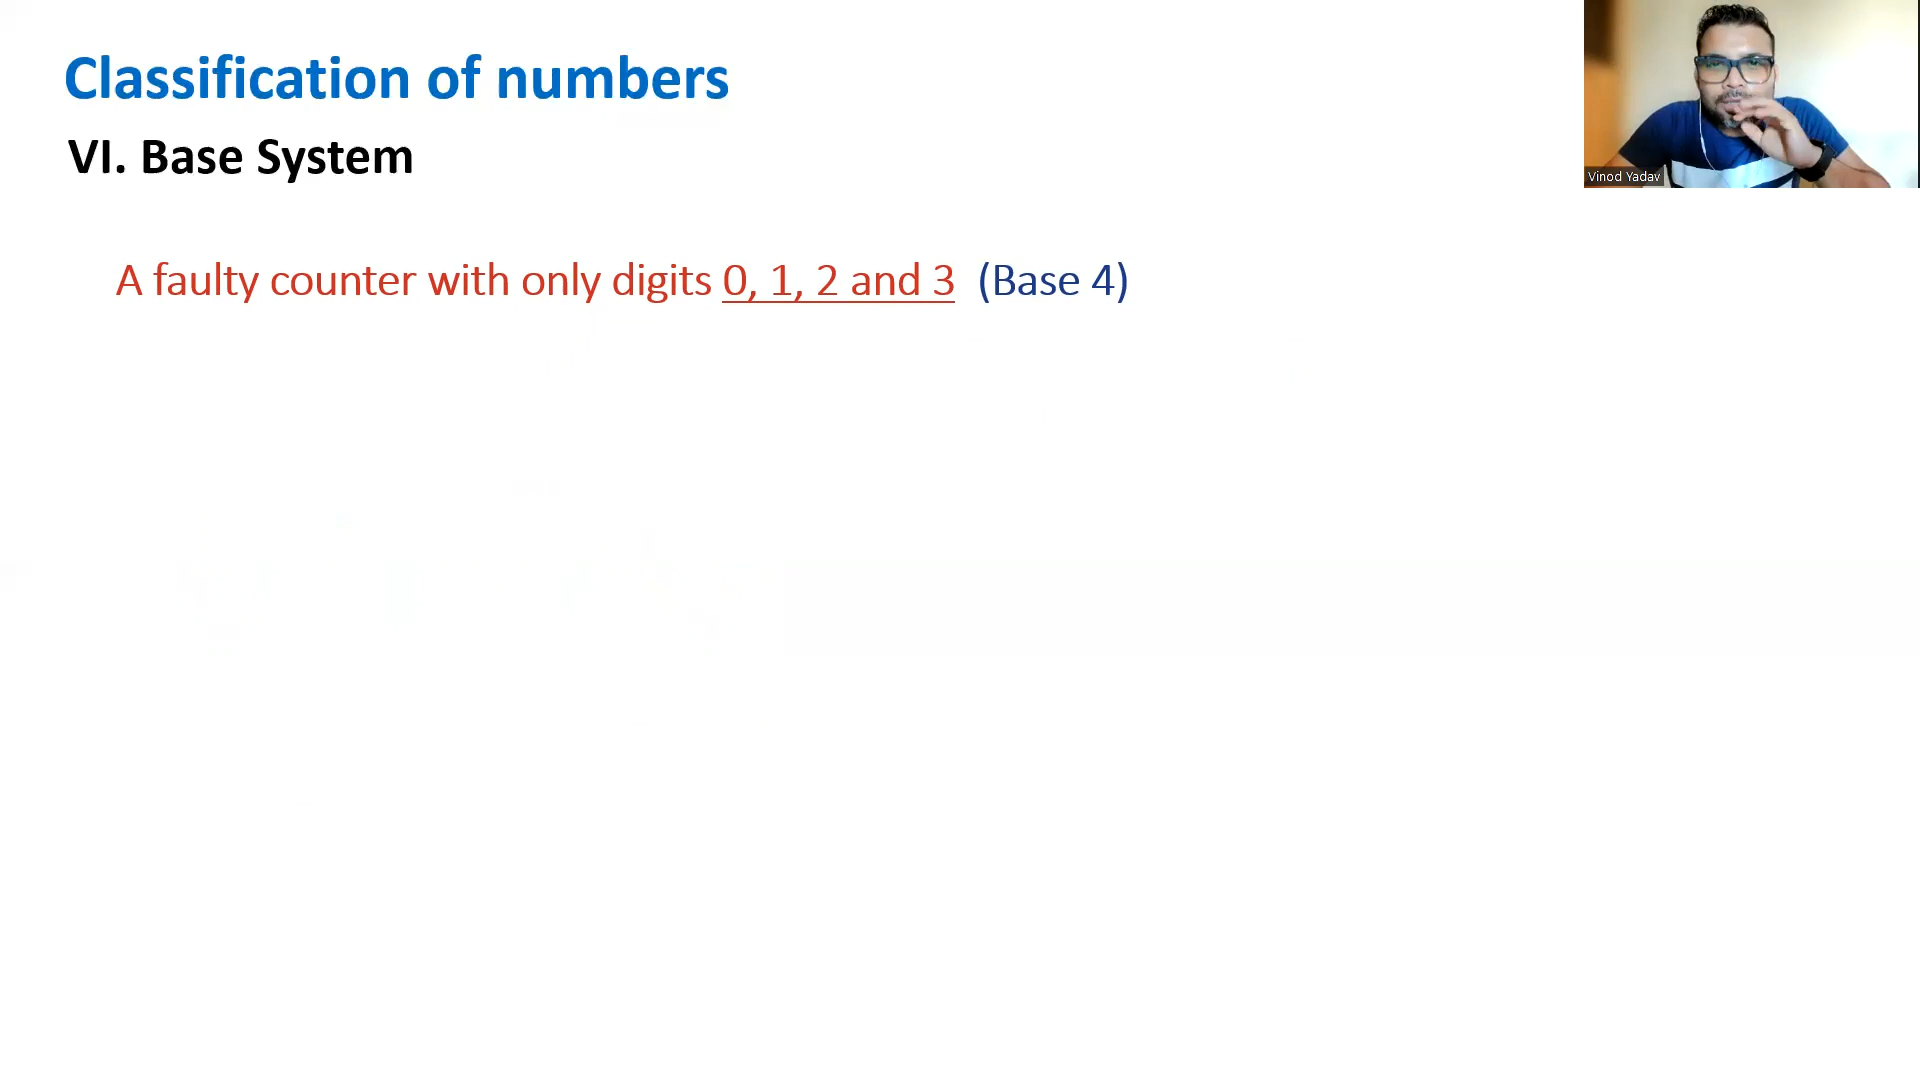 Classification of numbers
VI. Base System
Vinod Yadav
A faulty counter with only digits 0, 1, 2 and 3 (Base 4)